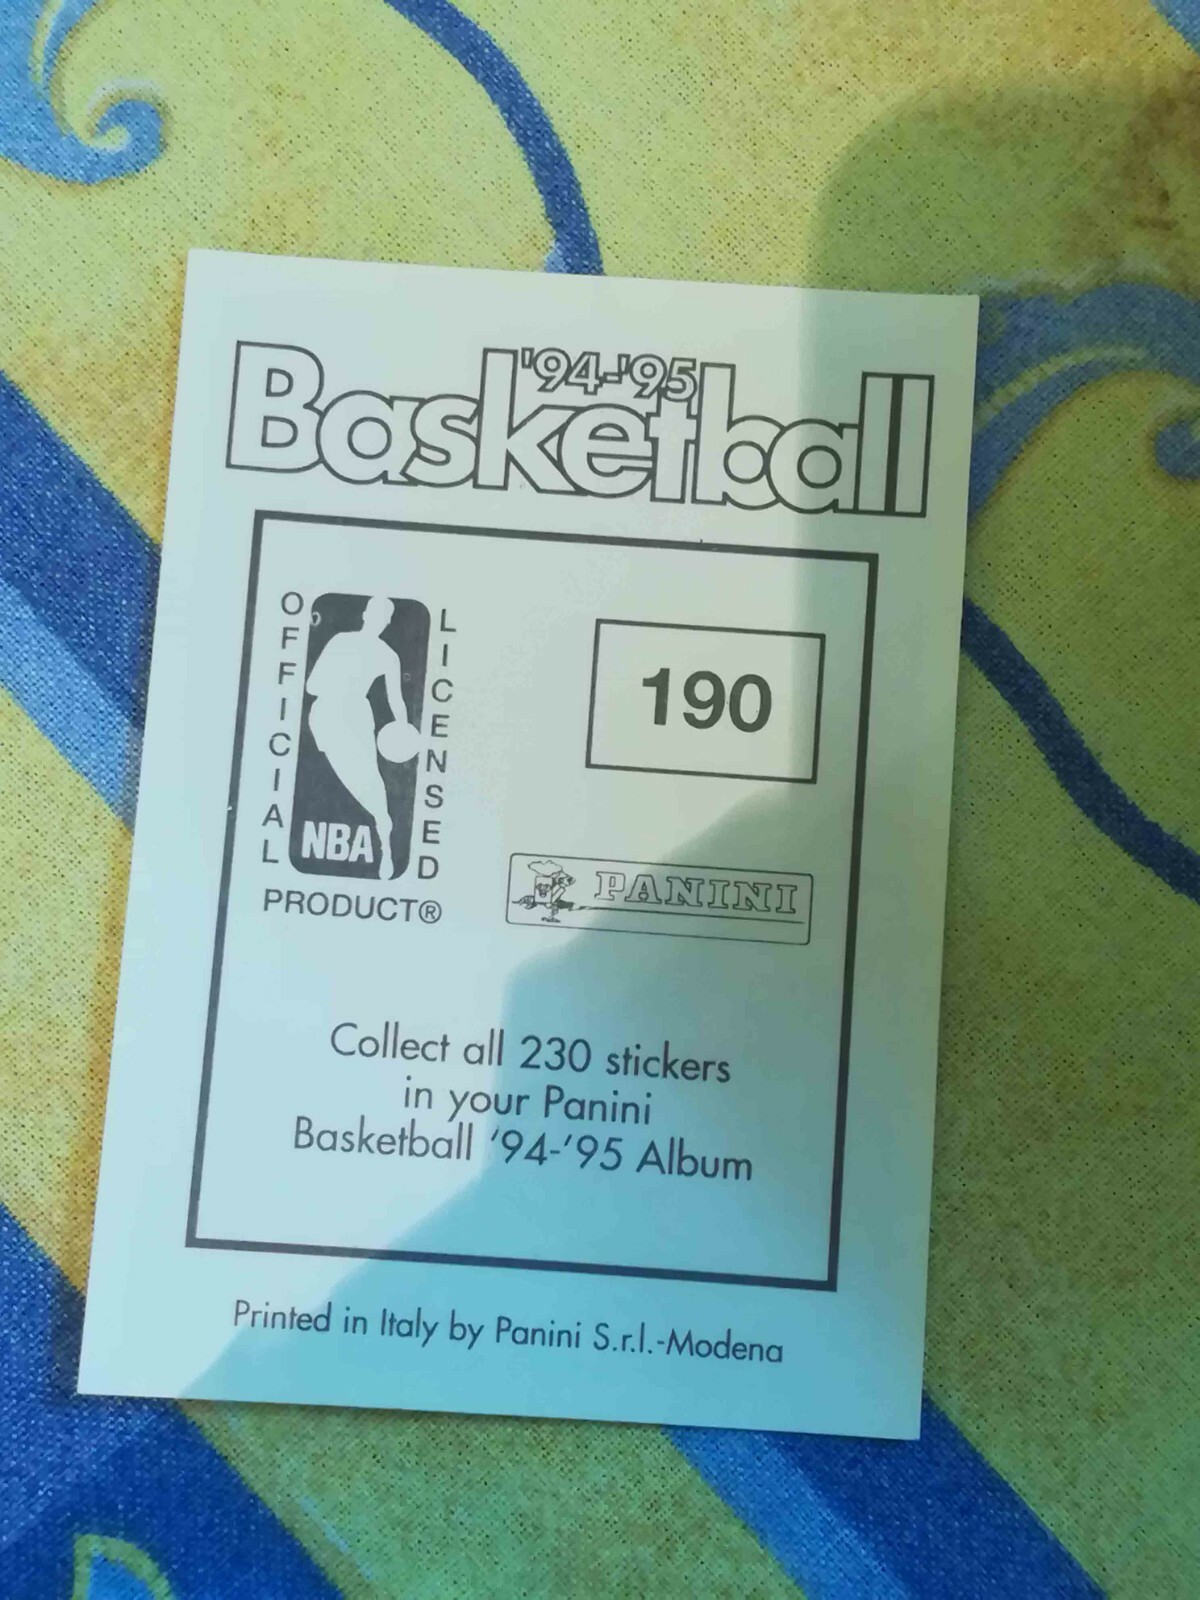 '94-'95
Basketball
OFFICIAL
LICENSED
NBA
PRODUCT®
190
PANINI
Collect all 230 stickers
in your Panini
Basketball '94-'95 Album
Printed in Italy by Panini S.r.l.-Modena